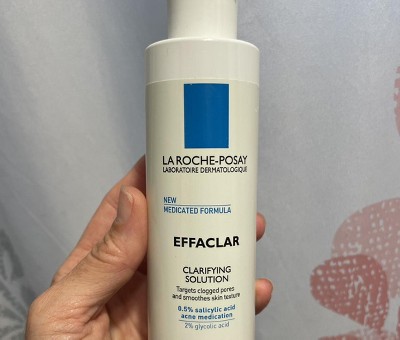 LA ROCHE-POSAY
LABORATOIRE DERMATOLOGIQUE
NEW
MEDICATED FORMULA
EFFACLAR
CLARIFYING
SOLUTION
Targets clogged pores
and smoothes skin texture
0.5% salicylic acid
acne medication
2% glycolic acid